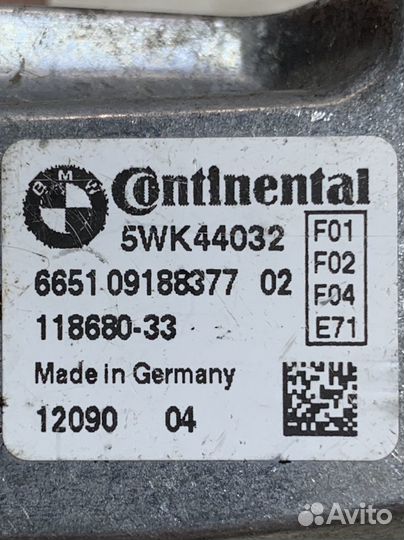 BMW Continental
5WK44032
6651 09188377 02
118680-33
Made in Germany
12090 04
F01
F02
F04
E71
Avito